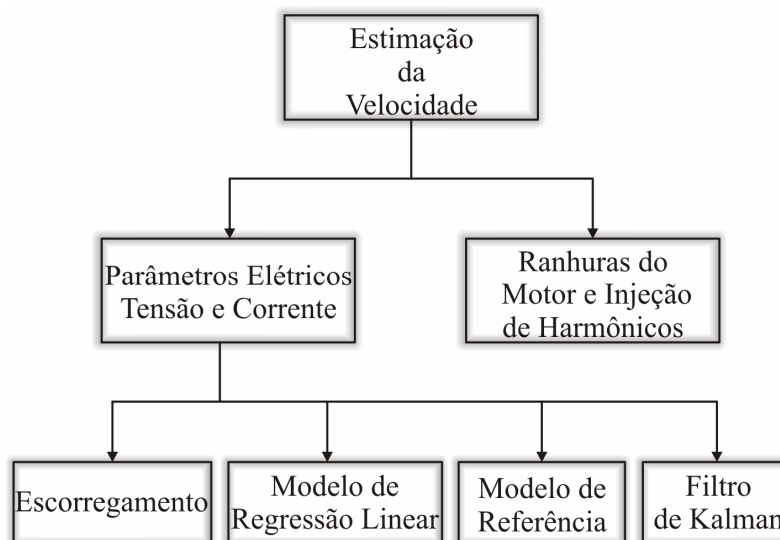 Estimação
da
Velocidade
Parâmetros Elétricos
Tensão e Corrente
Ranhuras do
Motor e Injeção
de Harmônicos
Escorregamento
Modelo de
Regressão Linear
Modelo de
Referência
Filtro
de Kalman